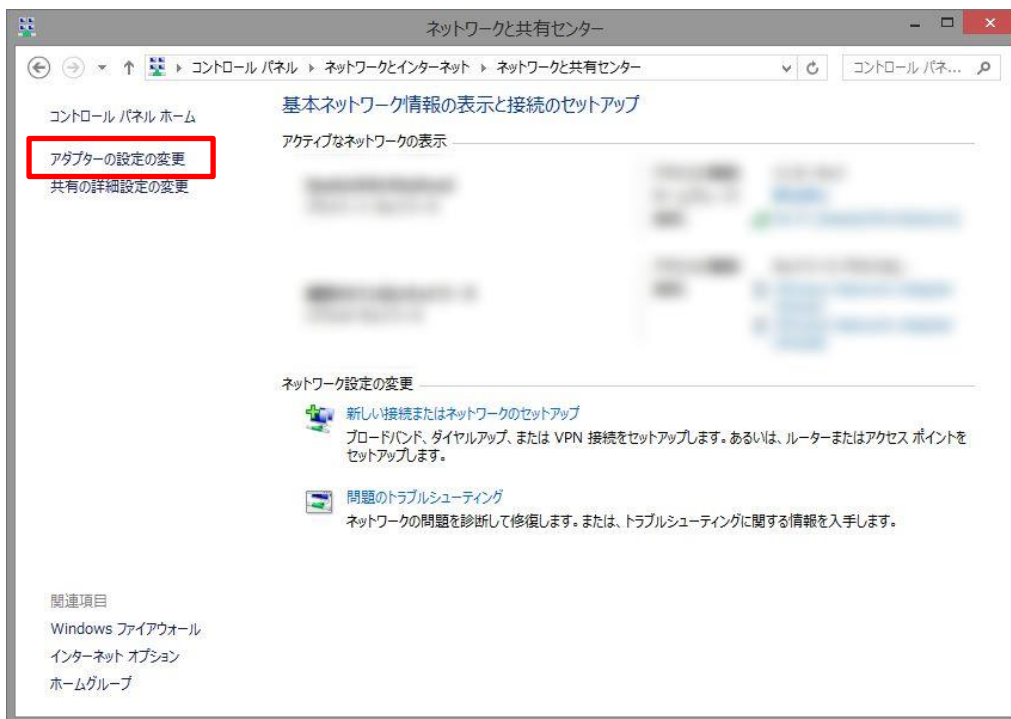 ネットワークと共有センター
コントロール パネル ネットワークとインターネット ネットワークと共有センター
コントロール パネ...
コントロール パネル ホーム
アダプターの設定の変更
共有の詳細設定の変更
基本ネットワーク情報の表示と接続のセットアップ
アクティブなネットワークの表示
ネットワーク設定の変更
新しい接続またはネットワークのセットアップ
ブロードバンド、ダイヤルアップ、または VPN 接続をセットアップします。あるいは、ルーターまたはアクセス ポイントを
セットアップします。
問題のトラブルシューティング
ネットワークの問題を診断して修復します。または、トラブルシューティングに関する情報を入手します。
関連項目
Windows ファイアウォール
インターネット オプション
ホームグループ